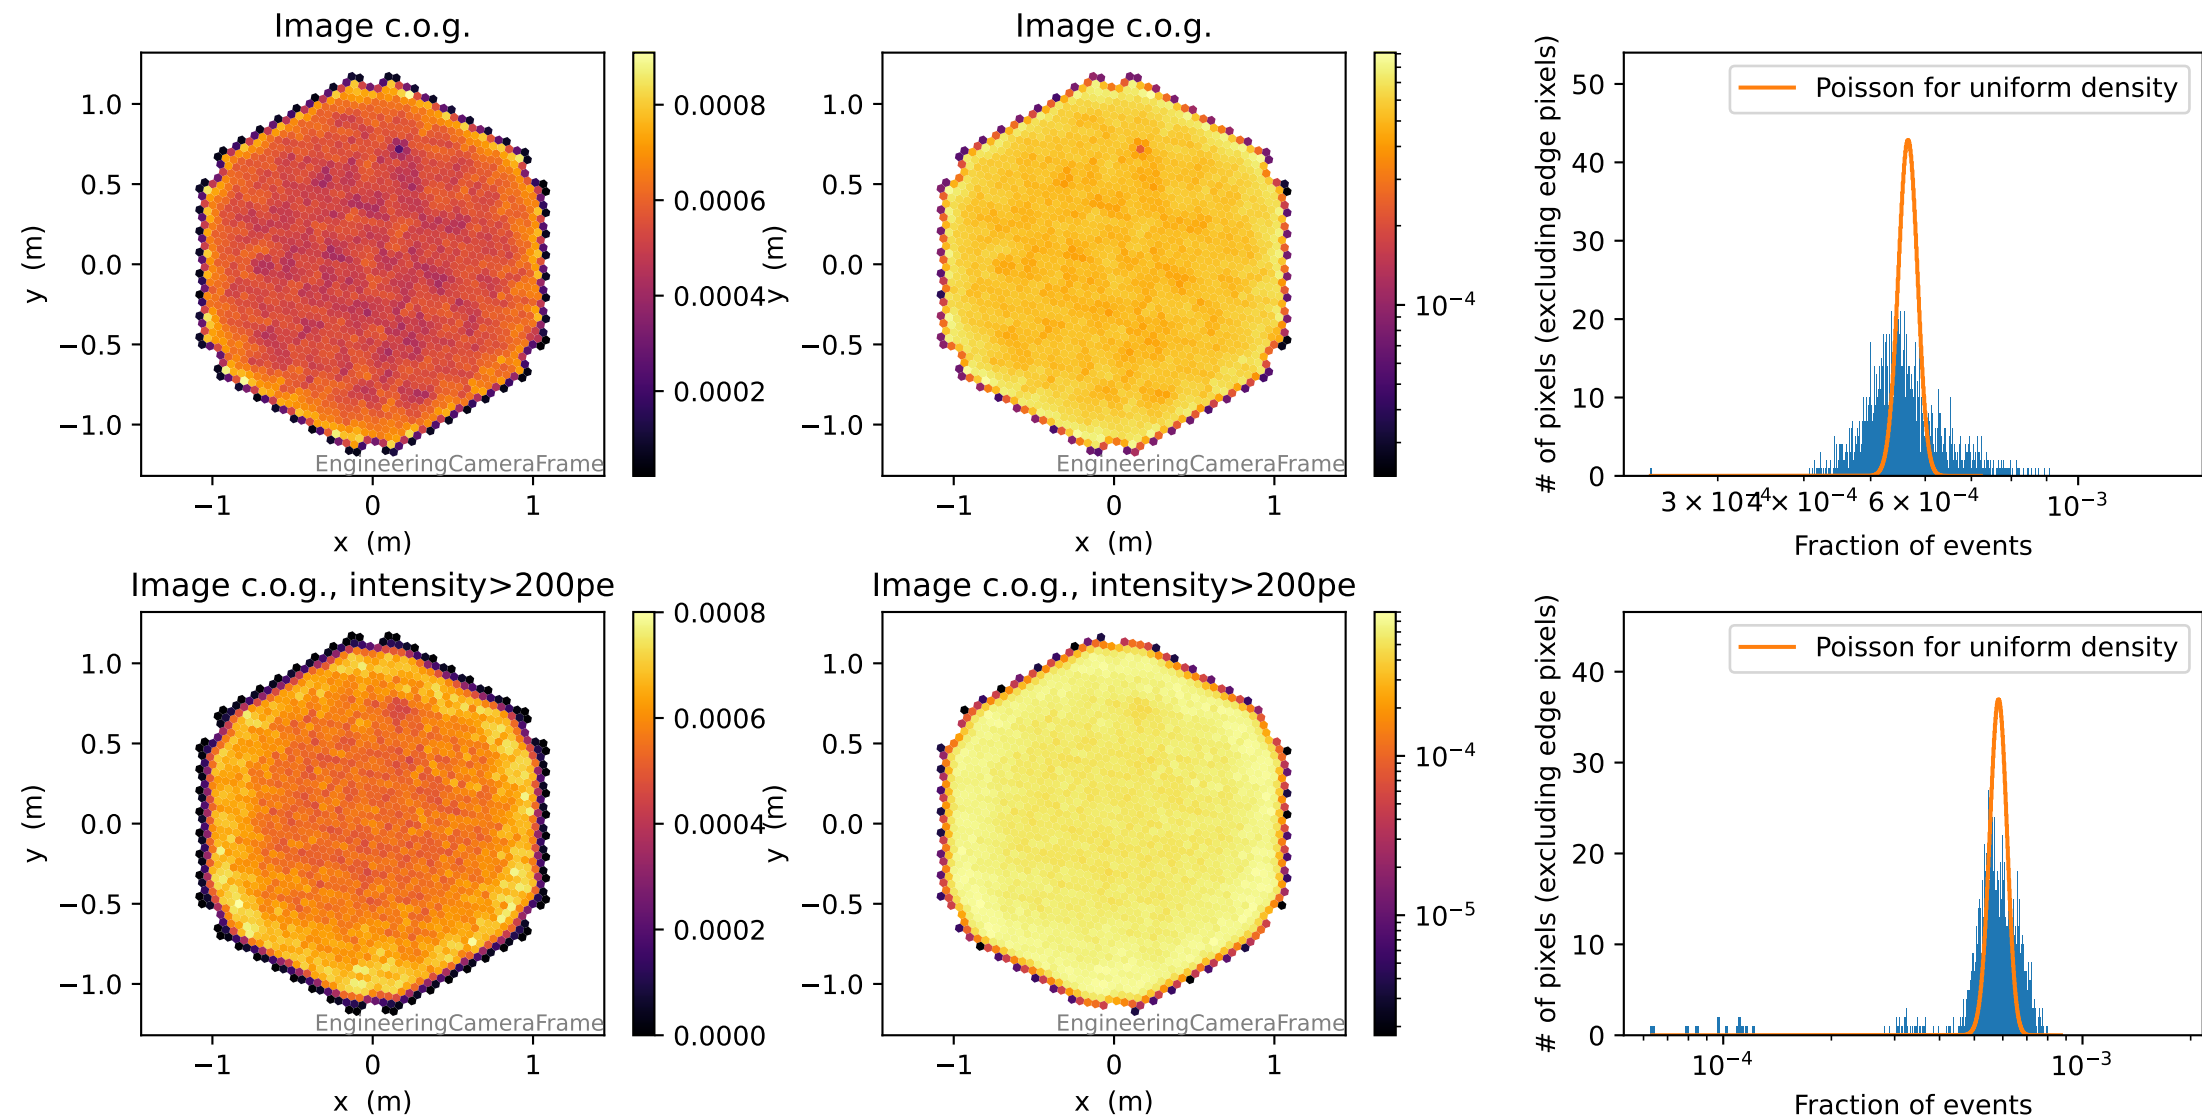 Image c.o.g.
1.0
0.5
0.0
−0.5
−1.0
y (m)
−1
0
1
x (m)
EngineeringCameraFrame
0.0008
0.0006
0.0004
0.0002
Image c.o.g.
1.0
0.5
0.0
−0.5
−1.0
y (m)
−1
0
1
x (m)
EngineeringCameraFrame
10⁻⁴
# of pixels (excluding edge pixels)
50
40
30
20
10
0
Poisson for uniform density
3 × 10⁻⁴
4 × 10⁻⁴
6 × 10⁻⁴
10⁻³
Fraction of events
Image c.o.g., intensity>200pe
1.0
0.5
0.0
−0.5
−1.0
y (m)
−1
0
1
x (m)
EngineeringCameraFrame
0.0008
0.0006
0.0004
0.0002
0.0000
Image c.o.g., intensity>200pe
1.0
0.5
0.0
−0.5
−1.0
y (m)
−1
0
1
x (m)
EngineeringCameraFrame
10⁻⁴
10⁻⁵
# of pixels (excluding edge pixels)
40
30
20
10
0
Poisson for uniform density
10⁻⁴
10⁻³
Fraction of events